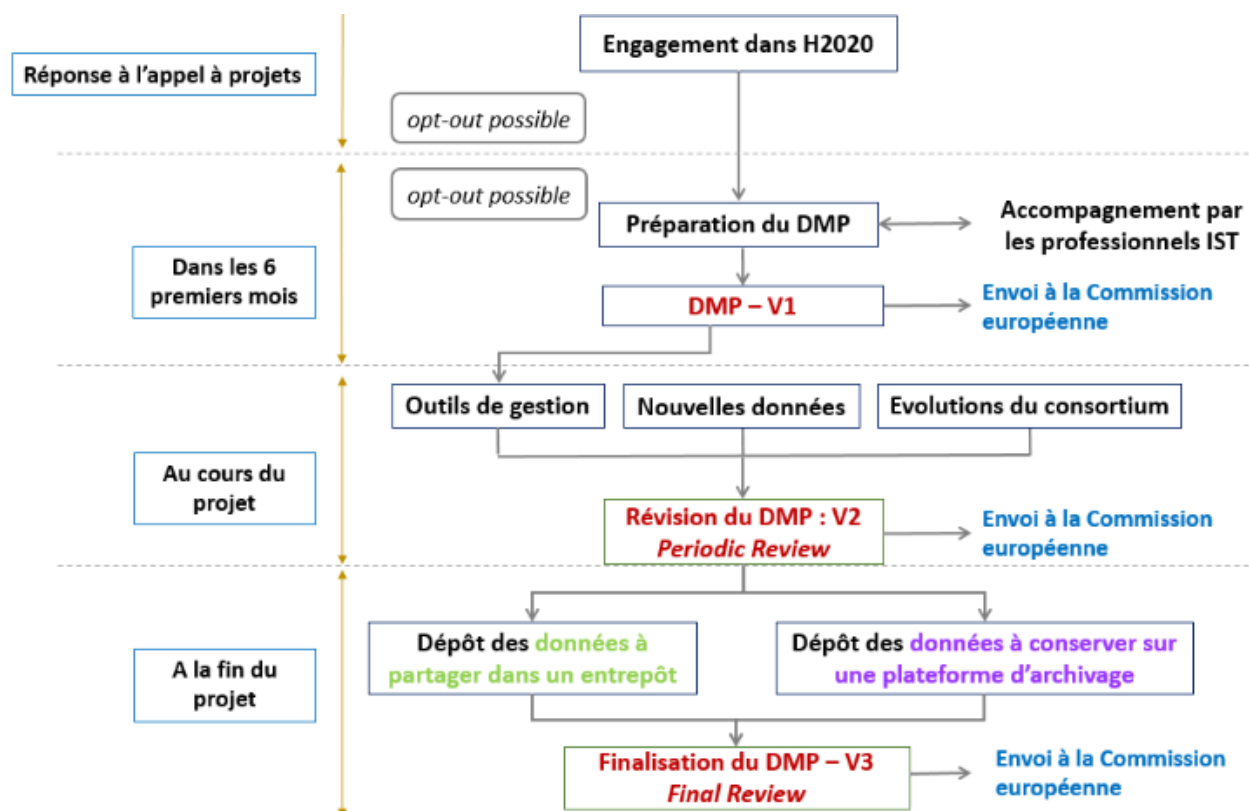 Engagement dans H2020
Réponse à l'appel à projets
opt-out possible
opt-out possible
Préparation du DMP
Accompagnement par
les professionnels IST
Dans les 6
premiers mois
DMP – V1
Envoi à la Commission
européenne
Outils de gestion
Nouvelles données
Evolutions du consortium
Au cours du
projet
Révision du DMP : V2
Periodic Review
Envoi à la Commission
européenne
Dépôt des données à
partager dans un entrepôt
Dépôt des données à conserver sur
une plateforme d'archivage
A la fin du
projet
Finalisation du DMP – V3
Final Review
Envoi à la Commission
européenne